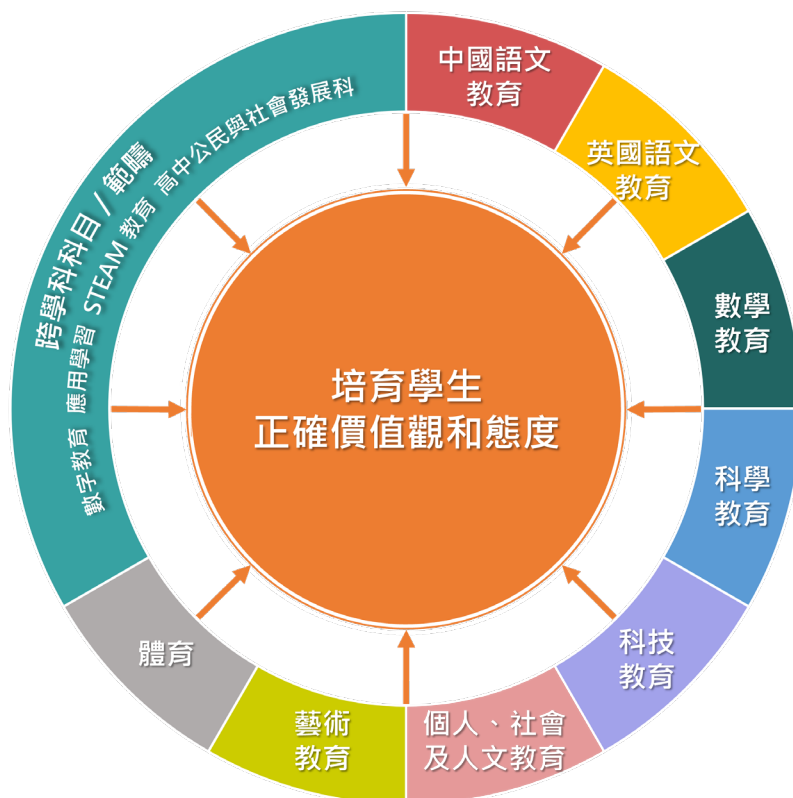 中國語文
教育
英國語文
教育
數學
教育
科學
教育
科技
教育
個人、社會
及人文教育
藝術
教育
體育
跨學科科目/範疇
數字教育 應用學習 STEAM 教育 高中公民與社會發展科
培育學生
正確價值觀和態度